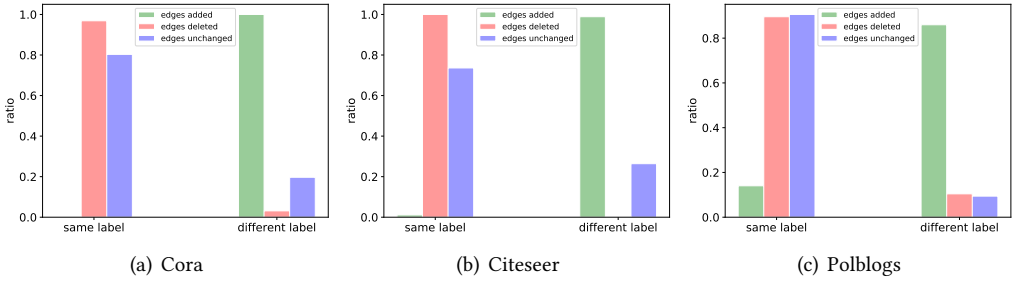 edges added
edges deleted
edges unchanged
1.0
0.8
0.6
0.4
0.2
0.0
ratio
same label
different label
(a) Cora
edges added
edges deleted
edges unchanged
1.0
0.8
0.6
0.4
0.2
0.0
ratio
same label
different label
(b) Citeseer
edges added
edges deleted
edges unchanged
0.8
0.6
0.4
0.2
0.0
ratio
same label
different label
(c) Polblogs